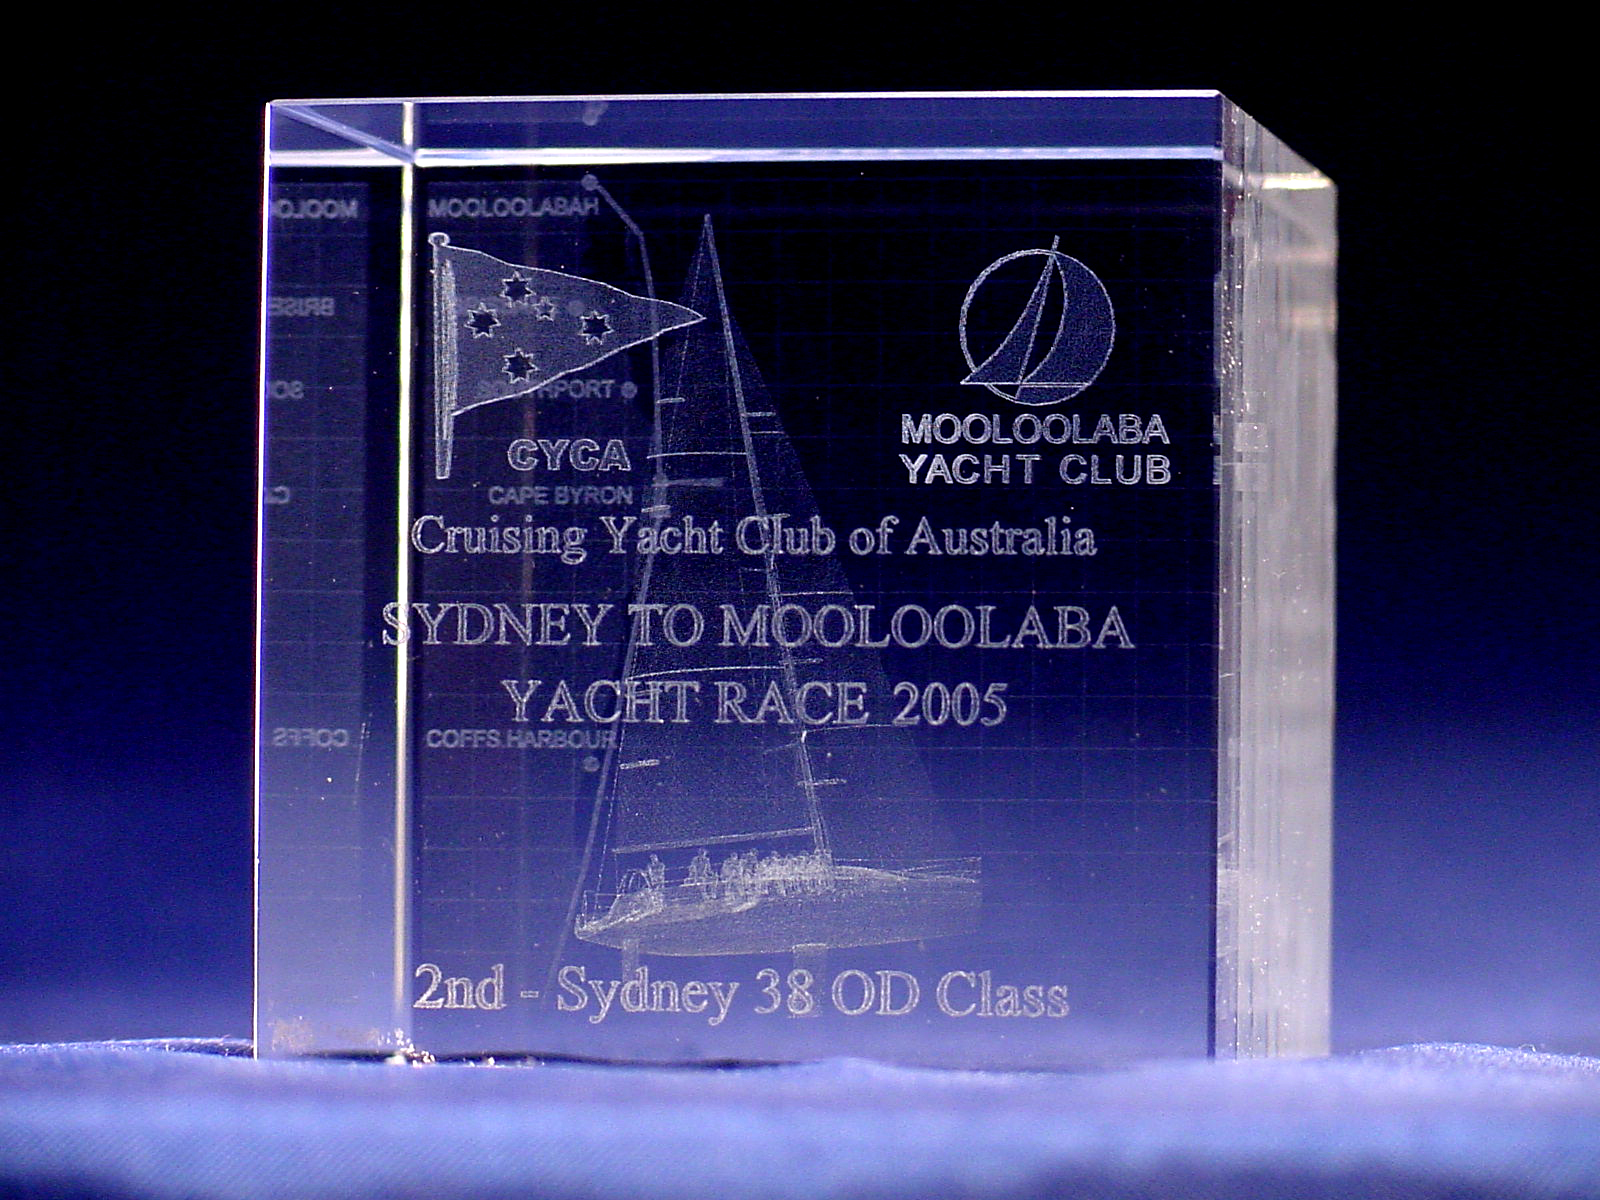 MOOLOOLABAH
SOUTHPORT
CYCA
CAPE BYRON
MOOLOOLABA
YACHT CLUB
Cruising Yacht Club of Australia
SYDNEY TO MOOLOOLABA
YACHT RACE 2005
COFFS HARBOUR
2nd - Sydney 38 OD Class